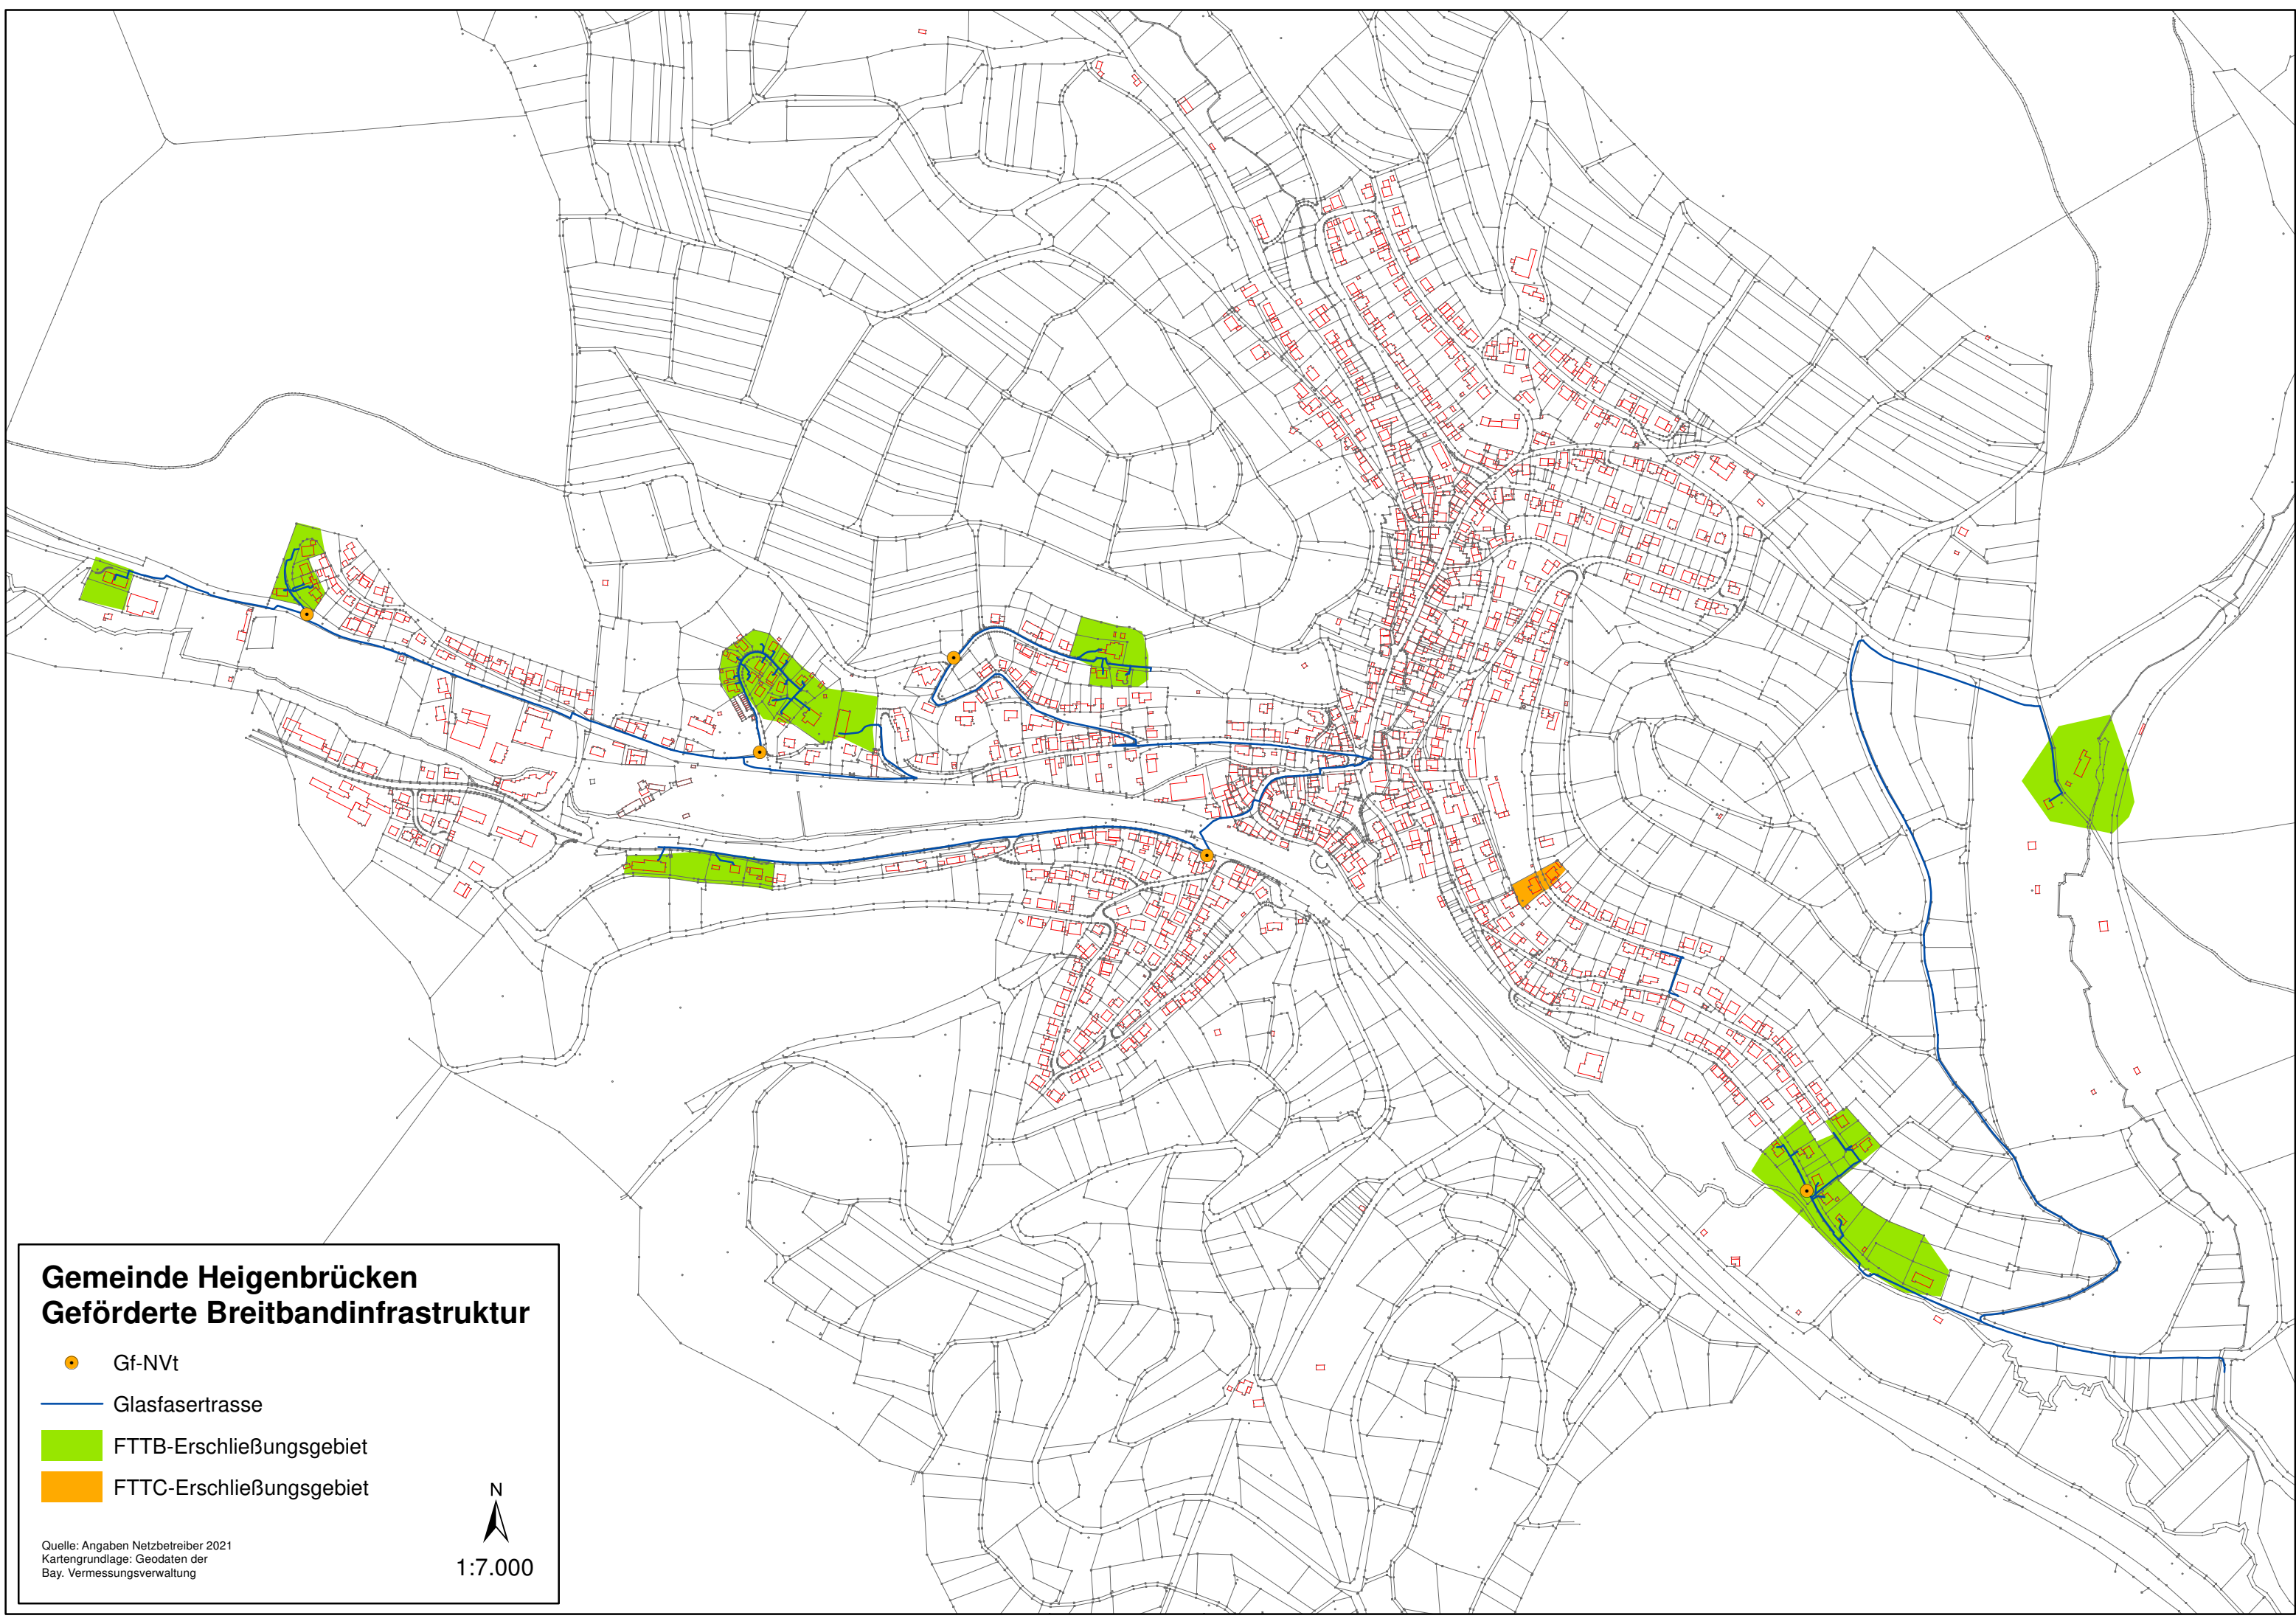 Gemeinde Heigenbrücken
Geförderte Breitbandinfrastruktur
Gf-NVt
Glasfasertrasse
FTTB-Erschließungsgebiet
FTTC-Erschließungsgebiet
N
1:7.000
Quelle: Angaben Netzbetreiber 2021
Kartengrundlage: Geodaten der
Bay. Vermessungsverwaltung